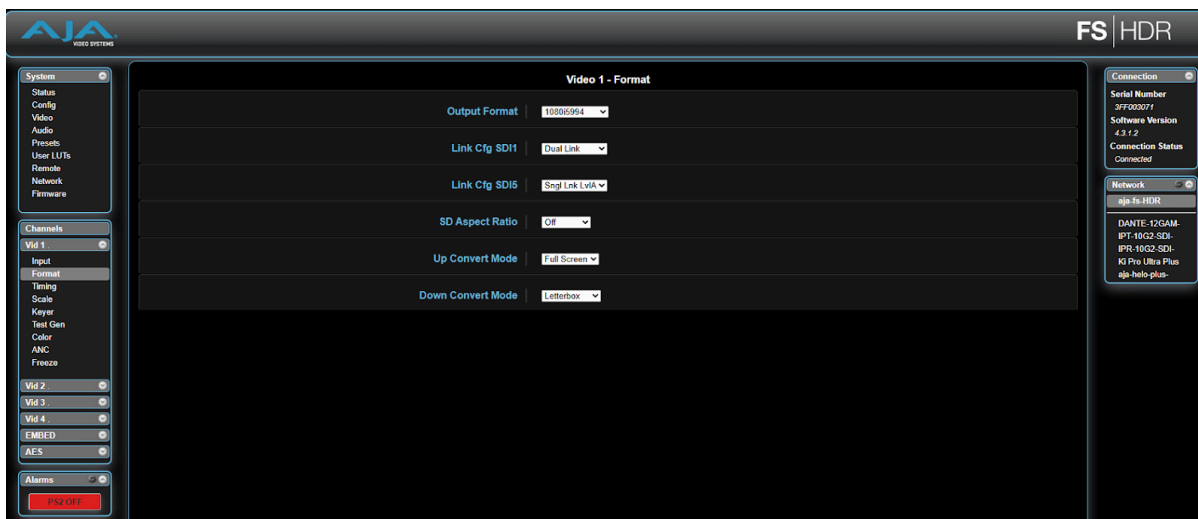 AJA
VIDEO SYSTEMS
FS HDR
System
Status
Config
Video
Audio
Presets
User LUTs
Remote
Network
Firmware
Channels
Vid 1 .
Input
Format
Timing
Scale
Keyer
Test Gen
Color
ANC
Freeze
Vid 2 .
Vid 3 .
Vid 4 .
EMBED
AES
Alarms
PS2 OFF
Video 1 - Format
Output Format 1080i5994
Link Cfg SDI1 Dual Link
Link Cfg SDI5 Sngl Lnk LvlA
SD Aspect Ratio Off
Up Convert Mode Full Screen
Down Convert Mode Letterbox
Connection
Serial Number
3FF003071
Software Version
4.3.1.2
Connection Status
Connected
Network
aja-fs-HDR
DANTE-12GAM-
IPT-10G2-SDI-
IPR-10G2-SDI-
Ki Pro Ultra Plus
aja-helo-plus-